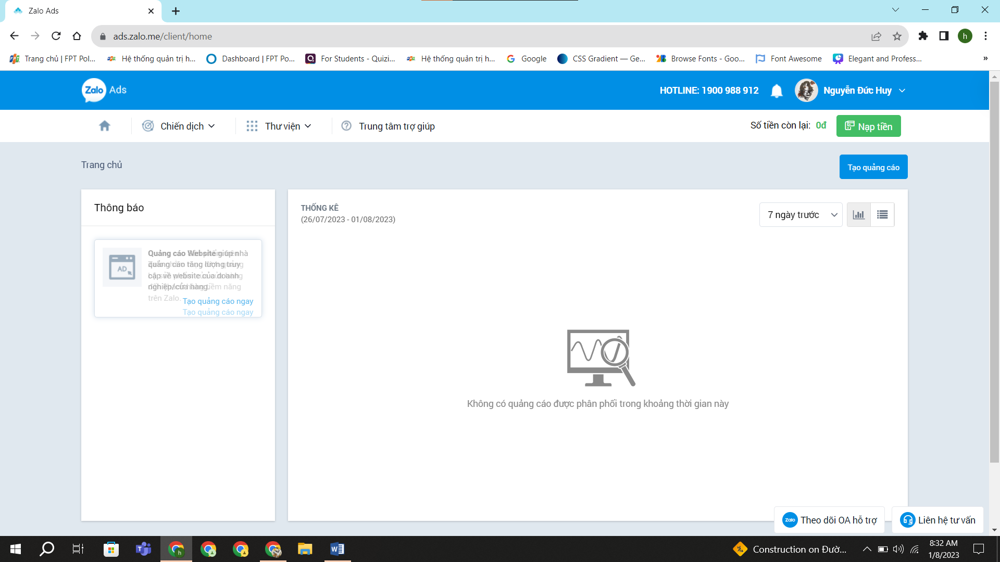 Zalo Ads
ads.zalo.me/client/home
Trang chủ | FPT Pol...
Hệ thống quản trị h...
Dashboard | FPT Po...
For Students - Quizi...
Hệ thống quản trị h...
Google
CSS Gradient — Ge...
Browse Fonts - Goo...
Font Awesome
Elegant and Profess...
Zalo Ads
HOTLINE: 1900 988 912
Nguyễn Đức Huy
Chiến dịch
Thư viện
Trung tâm trợ giúp
Số tiền còn lại: 0đ
Nạp tiền
Trang chủ
Tạo quảng cáo
Thông báo
AD
Quảng cáo Website giúp nhà
quảng cáo tăng lượng truy
cập về website của doanh
nghiệp/cửa hàng.
tiềm năng
trên Zalo.
Tạo quảng cáo ngay
Tạo quảng cáo ngay
THỐNG KÊ
(26/07/2023 - 01/08/2023)
7 ngày trước
Không có quảng cáo được phân phối trong khoảng thời gian này
Zalo
Theo dõi OA hỗ trợ
Liên hệ tư vấn
Construction on Đườ...
8:32 AM
1/8/2023